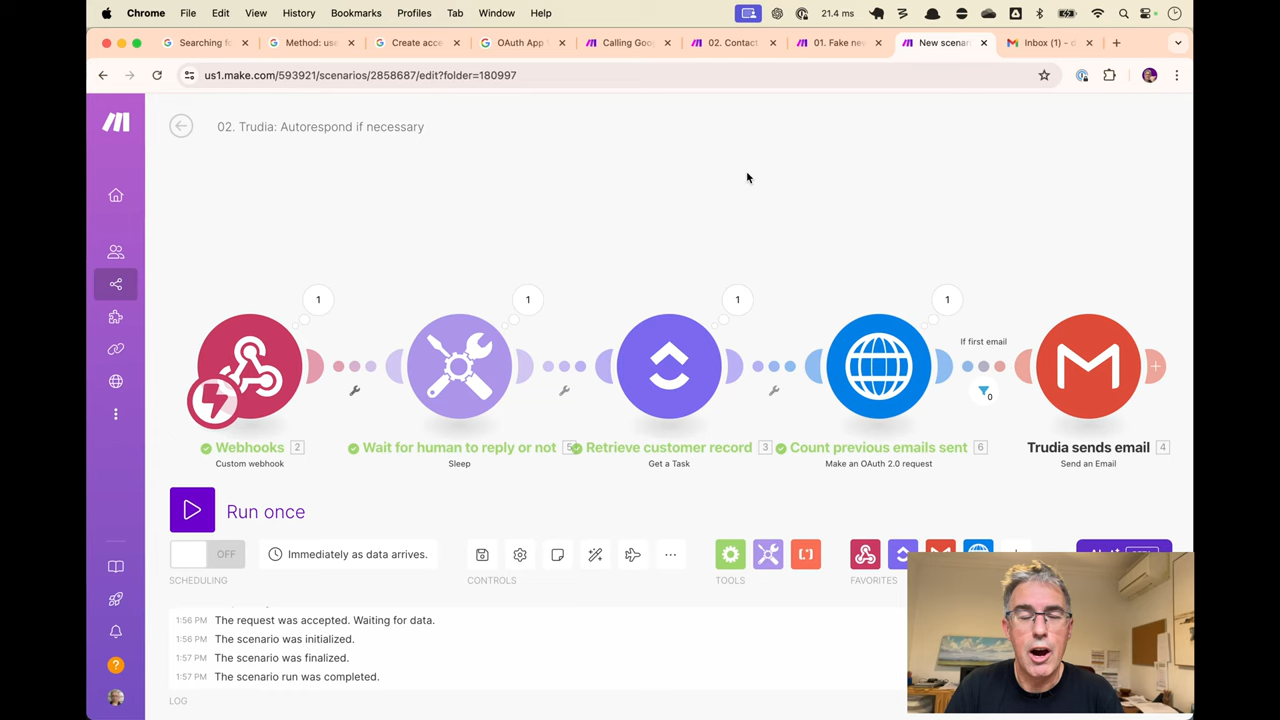 Chrome File Edit View History Bookmarks Profiles Tab Window Help 21.4 ms
Searching fo Method: use Create acce OAuth App V Calling Goo 02. Contact 01. Fake nee New scenar Inbox (1) - d
us1.make.com/593921/scenarios/2858687/edit?folder=180997
02. Trudia: Autorespond if necessary
1 1 1 1
If first email
0
Webhooks 2
Custom webhook
Wait for human to reply or not 5
Sleep
Retrieve customer record 3
Get a Task
Count previous emails sent 6
Make an OAuth 2.0 request
Trudia sends email 4
Send an Email
Run once
OFF
Immediately as data arrives.
SCHEDULING
CONTROLS
TOOLS
FAVORITES
1:56 PM The request was accepted. Waiting for data.
1:56 PM The scenario was initialized.
1:57 PM The scenario was finalized.
1:57 PM The scenario run was completed.
LOG